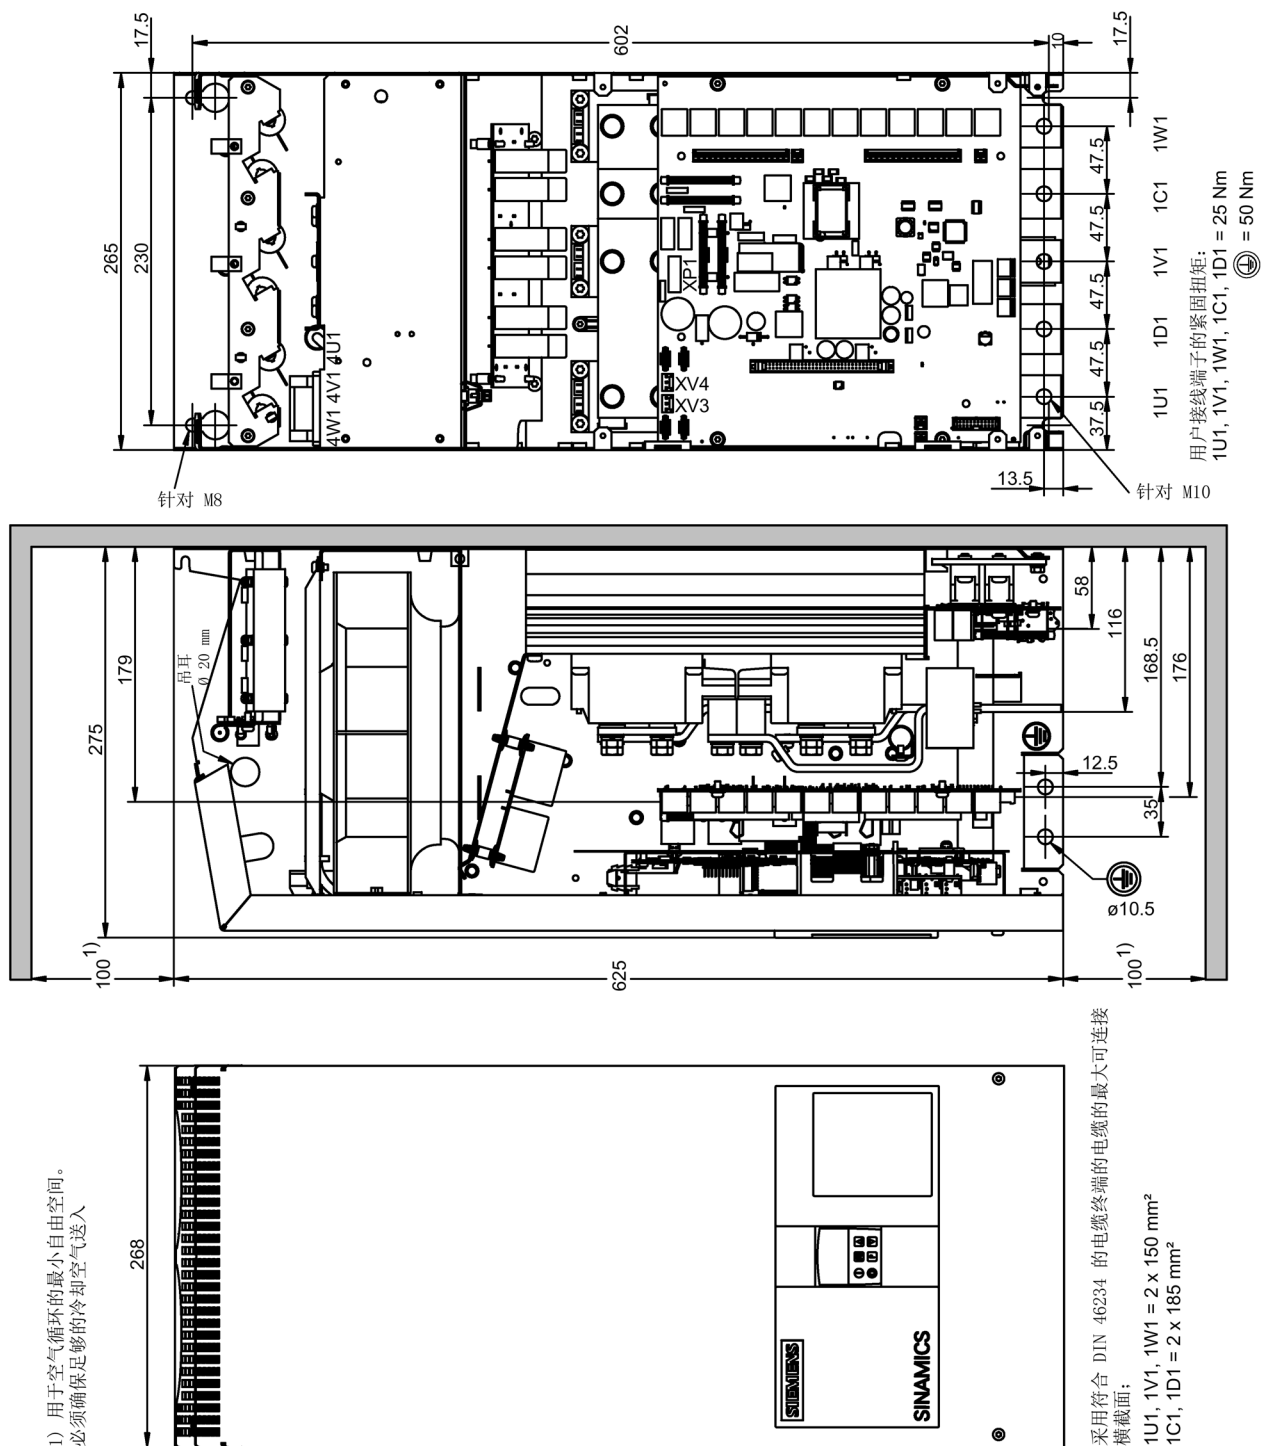 17.5
602
10
17.5
265
230
47.5
47.5
47.5
47.5
37.5
1W1
1C1
1V1
1D1
1U1
用户接线端子的紧固扭矩:
1U1, 1V1, 1W1, 1C1, 1D1 = 25 Nm
= 50 Nm
XP1
XV4
XV3
4U1
4V1
4W1
13.5
针对 M8
针对 M10
275
179
吊耳
ø 20 mm
58
116
168.5
176
12.5
35
ø10.5
100 1)
625
100 1)
268
1) 用于空气循环的最小自由空间。
必须确保足够的冷却空气送入
SIEMENS
SINAMICS
采用符合 DIN 46234 的电缆终端的电缆的最大可连接
横截面:
1U1, 1V1, 1W1 = 2 x 150 mm²
1C1, 1D1 = 2 x 185 mm²